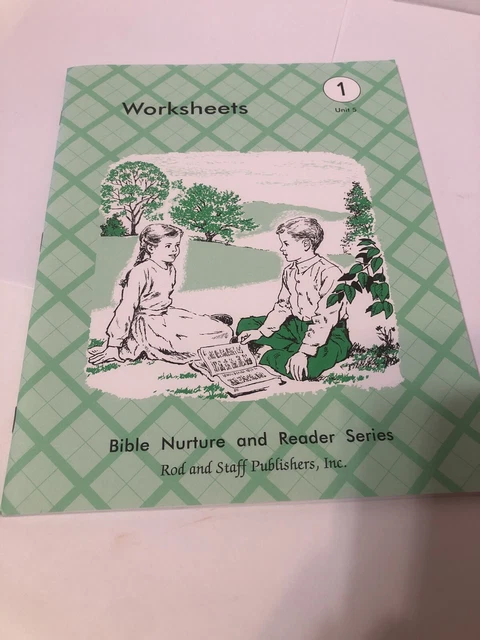 Worksheets
1
Unit 5
Bible Nurture and Reader Series
Rod and Staff Publishers, Inc.